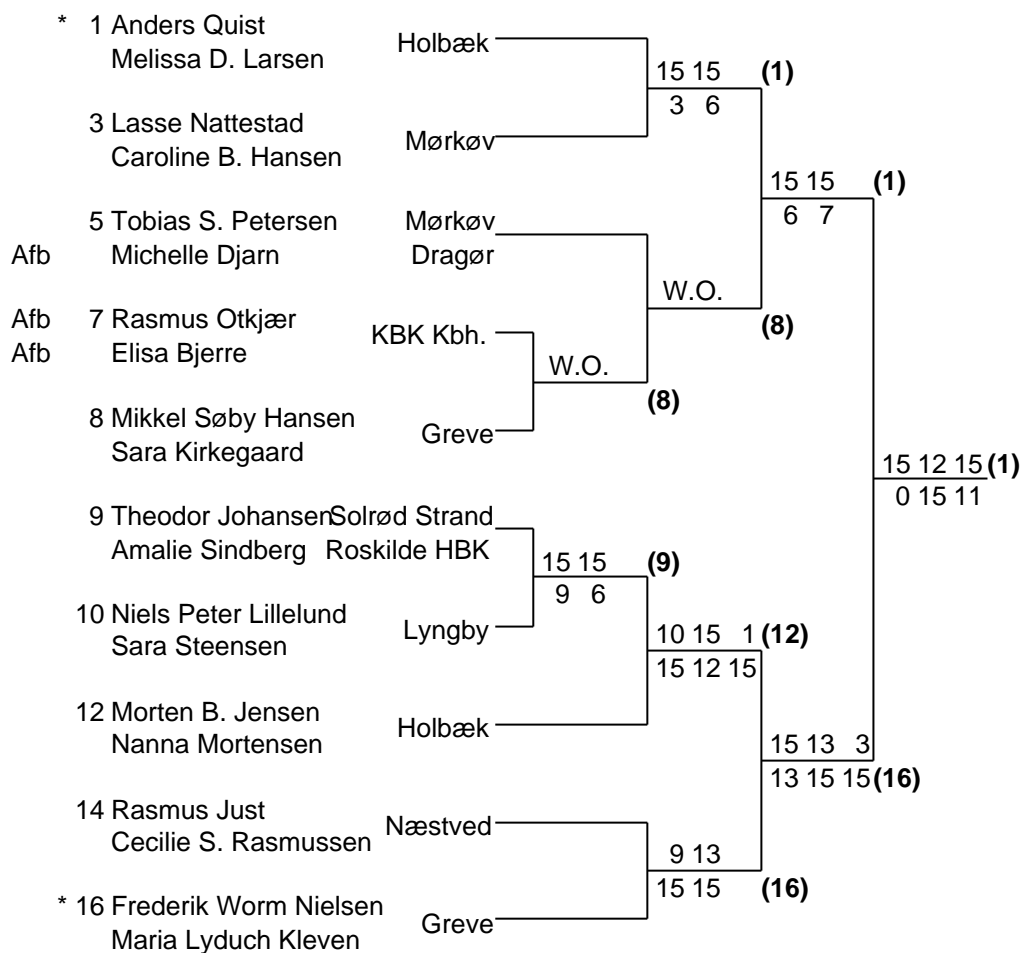 * 1 Anders Quist
Holbæk
Melissa D. Larsen
15 15 (1)
3 6
3 Lasse Nattestad
Mørkøv
Caroline B. Hansen
15 15 (1)
6 7
5 Tobias S. Petersen Mørkøv
Afb Michelle Djarn Dragør
W.O.
(8)
Afb 7 Rasmus Otkjær
KBK Kbh.
Afb Elisa Bjerre
W.O.
(8)
8 Mikkel Søby Hansen
Greve
Sara Kirkegaard
15 12 15 (1)
0 15 11
9 Theodor Johansen Solrød Strand
Amalie Sindberg Roskilde HBK
15 15 (9)
9 6
10 Niels Peter Lillelund
Lyngby
Sara Steensen
10 15 1 (12)
15 12 15
12 Morten B. Jensen
Holbæk
Nanna Mortensen
15 13 3
13 15 15 (16)
14 Rasmus Just
Næstved
Cecilie S. Rasmussen
9 13
15 15 (16)
* 16 Frederik Worm Nielsen
Greve
Maria Lyduch Kleven